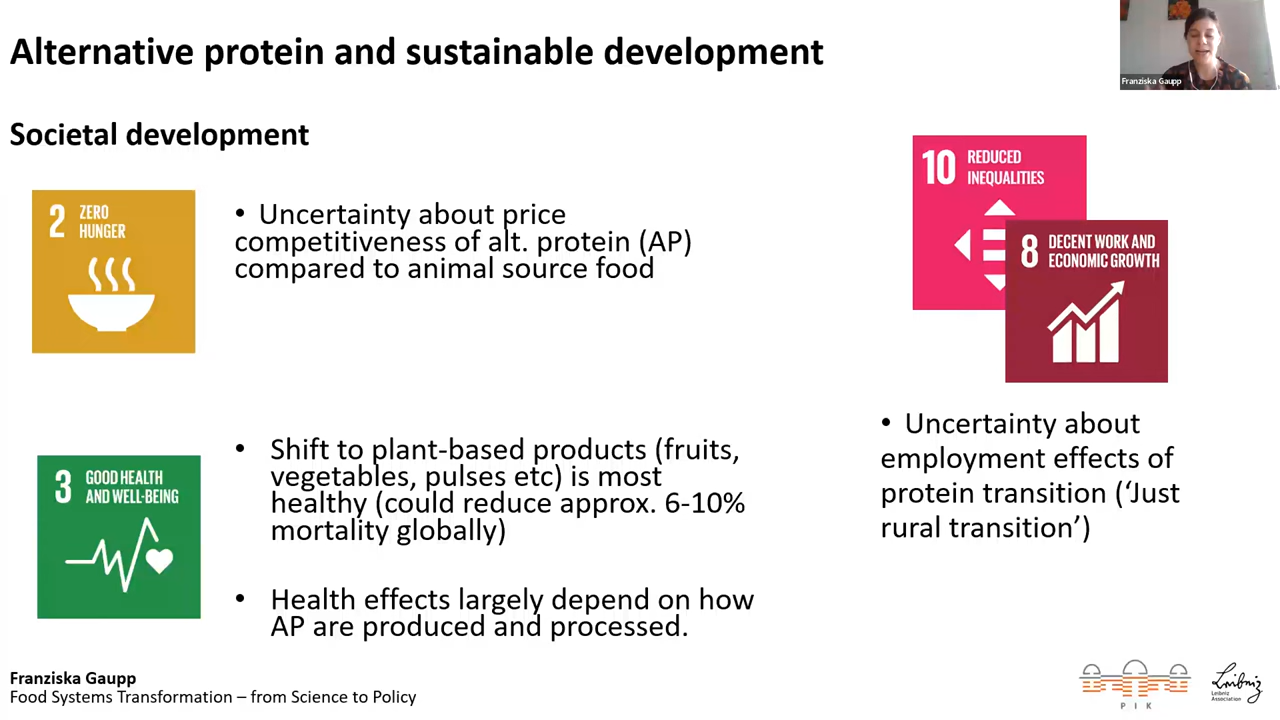 Alternative protein and sustainable development
Franziska Gaupp
Societal development
2 ZERO
HUNGER
• Uncertainty about price
competitiveness of alt. protein (AP)
compared to animal source food
3 GOOD HEALTH
AND WELL-BEING
• Shift to plant-based products (fruits,
vegetables, pulses etc) is most
healthy (could reduce approx. 6-10%
mortality globally)
• Health effects largely depend on how
AP are produced and processed.
10 REDUCED
INEQUALITIES
8 DECENT WORK AND
ECONOMIC GROWTH
• Uncertainty about
employment effects of
protein transition (‘Just
rural transition’)
Franziska Gaupp
Food Systems Transformation – from Science to Policy
P I K
Leibniz
Leibniz
Association